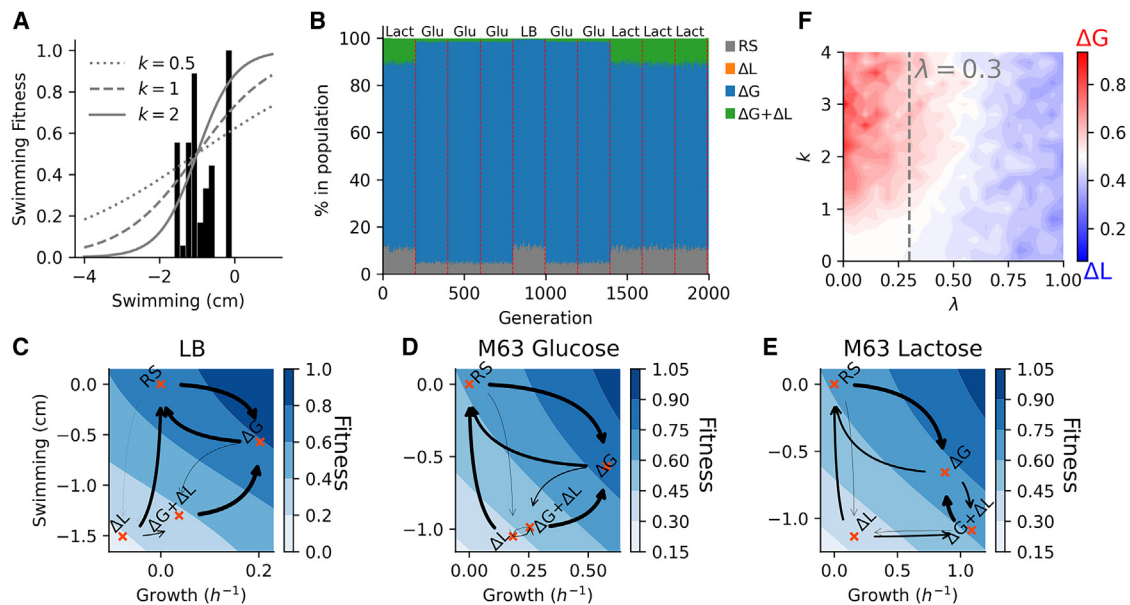 A
1.0
0.8
0.6
0.4
0.2
0.0
Swimming Fitness
k = 0.5
k = 1
k = 2
−4
−2
0
Swimming (cm)
B
Lact Glu Glu Glu LB Glu Glu Lact Lact Lact
100
80
60
40
20
0
% in population
0
500
1000
1500
2000
Generation
RS
ΔL
ΔG
ΔG+ΔL
F
4
3
2
1
0
k
λ = 0.3
0.00 0.25 0.50 0.75 1.00
λ
ΔG
0.8
0.6
0.4
0.2
ΔL
C
LB
0.0
−0.5
−1.0
−1.5
Swimming (cm)
RS
ΔG
ΔG+ΔL
ΔL
0.0
0.2
Growth (h⁻¹)
1.0
0.8
0.6
0.4
0.2
0.0
Fitness
D
M63 Glucose
0.0
−0.5
−1.0
RS
ΔG
ΔG+ΔL
ΔL
0.00 0.25 0.50
Growth (h⁻¹)
1.05
0.90
0.75
0.60
0.45
0.30
0.15
Fitness
E
M63 Lactose
0.0
−0.5
−1.0
RS
ΔG
ΔG+ΔL
ΔL
0.0
0.5
1.0
Growth (h⁻¹)
1.05
0.90
0.75
0.60
0.45
0.30
0.15
Fitness